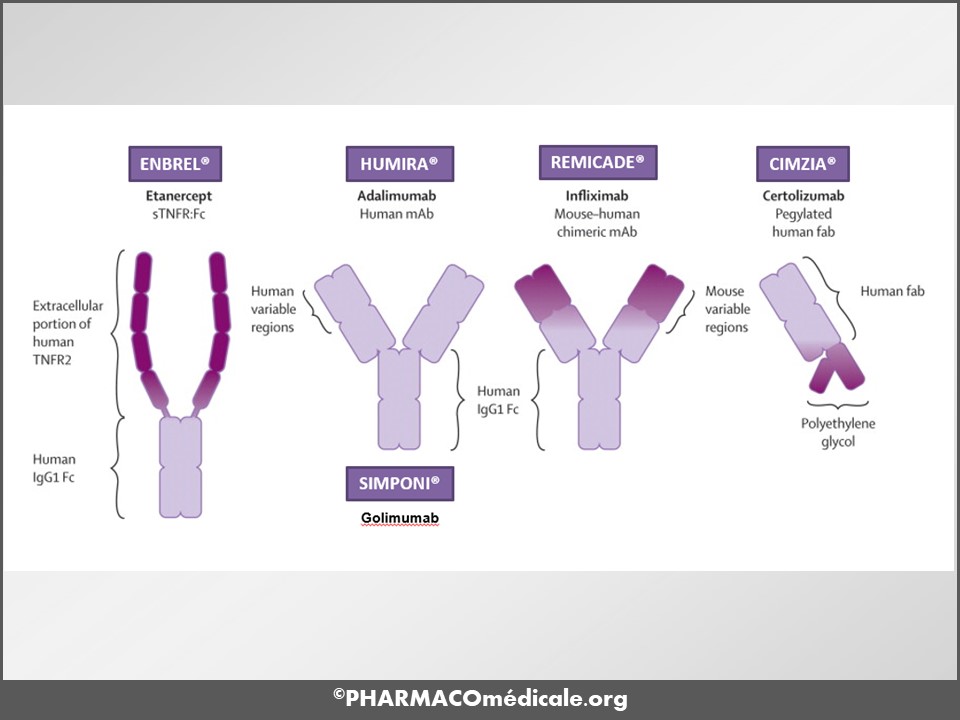 ENBREL®
Etanercept
sTNFR:Fc
Extracellular
portion of
human
TNFR2
Human
IgG1 Fc
HUMIRA®
Adalimumab
Human mAb
Human
variable
regions
Human
IgG1 Fc
SIMPONI®
Golimumab
REMICADE®
Infliximab
Mouse–human
chimeric mAb
Mouse
variable
regions
CIMZIA®
Certolizumab
Pegylated
human fab
Human fab
Polyethylene
glycol
©PHARMACOmédicale.org